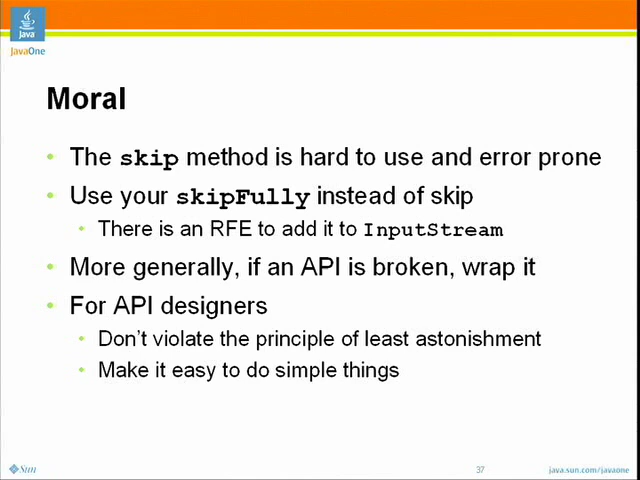 Java
JavaOne
Moral
• The skip method is hard to use and error prone
• Use your skipFully instead of skip
• There is an RFE to add it to InputStream
• More generally, if an API is broken, wrap it
• For API designers
• Don't violate the principle of least astonishment
• Make it easy to do simple things
Sun
37
java.sun.com/javaone